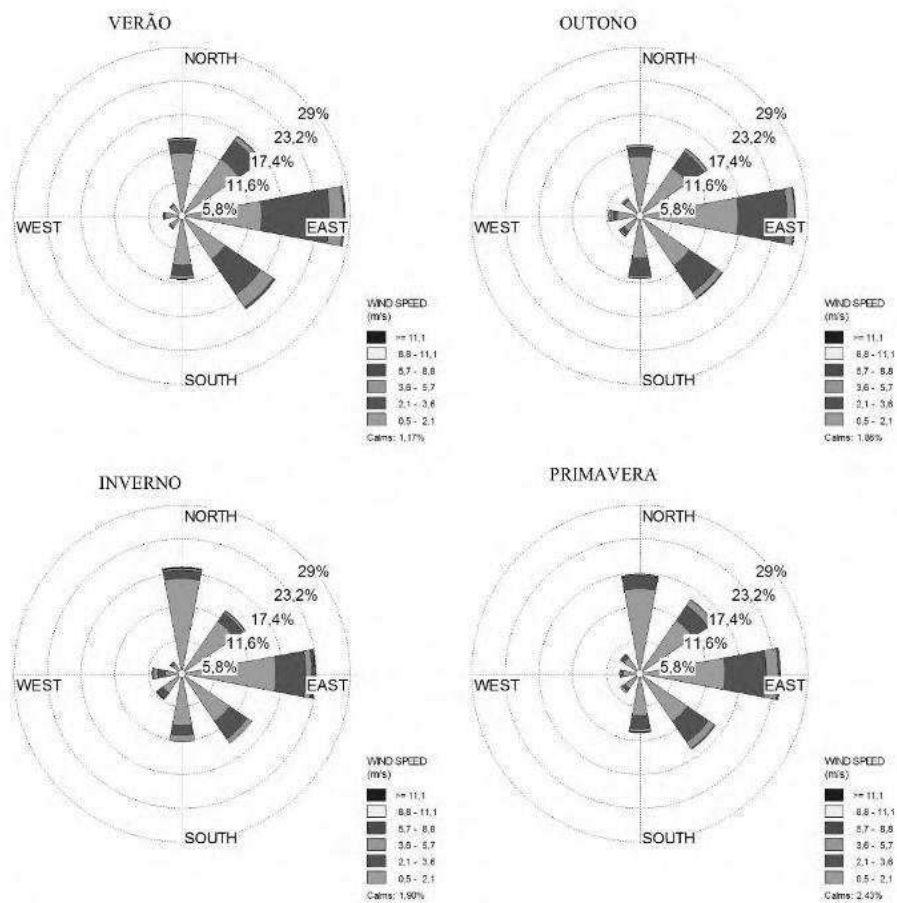 VERÃO
NORTH
29%
23,2%
17,4%
11,6%
5,8%
WEST
EAST
SOUTH
WIND SPEED
(m/s)
>= 11,1
8,8 - 11,1
5,7 - 8,8
3,6 - 5,7
2,1 - 3,6
0,5 - 2,1
Calms: 1,17%
OUTONO
NORTH
29%
23,2%
17,4%
11,6%
5,8%
WEST
EAST
SOUTH
WIND SPEED
(m/s)
>= 11,1
8,8 - 11,1
5,7 - 8,8
3,6 - 5,7
2,1 - 3,6
0,5 - 2,1
Calms: 1,86%
INVERNO
NORTH
29%
23,2%
17,4%
11,6%
5,8%
WEST
EAST
SOUTH
WIND SPEED
(m/s)
>= 11,1
8,8 - 11,1
5,7 - 8,8
3,6 - 5,7
2,1 - 3,6
0,5 - 2,1
Calms: 1,90%
PRIMAVERA
NORTH
29%
23,2%
17,4%
11,6%
5,8%
WEST
EAST
SOUTH
WIND SPEED
(m/s)
>= 11,1
8,8 - 11,1
5,7 - 8,8
3,6 - 5,7
2,1 - 3,6
0,5 - 2,1
Calms: 2,43%